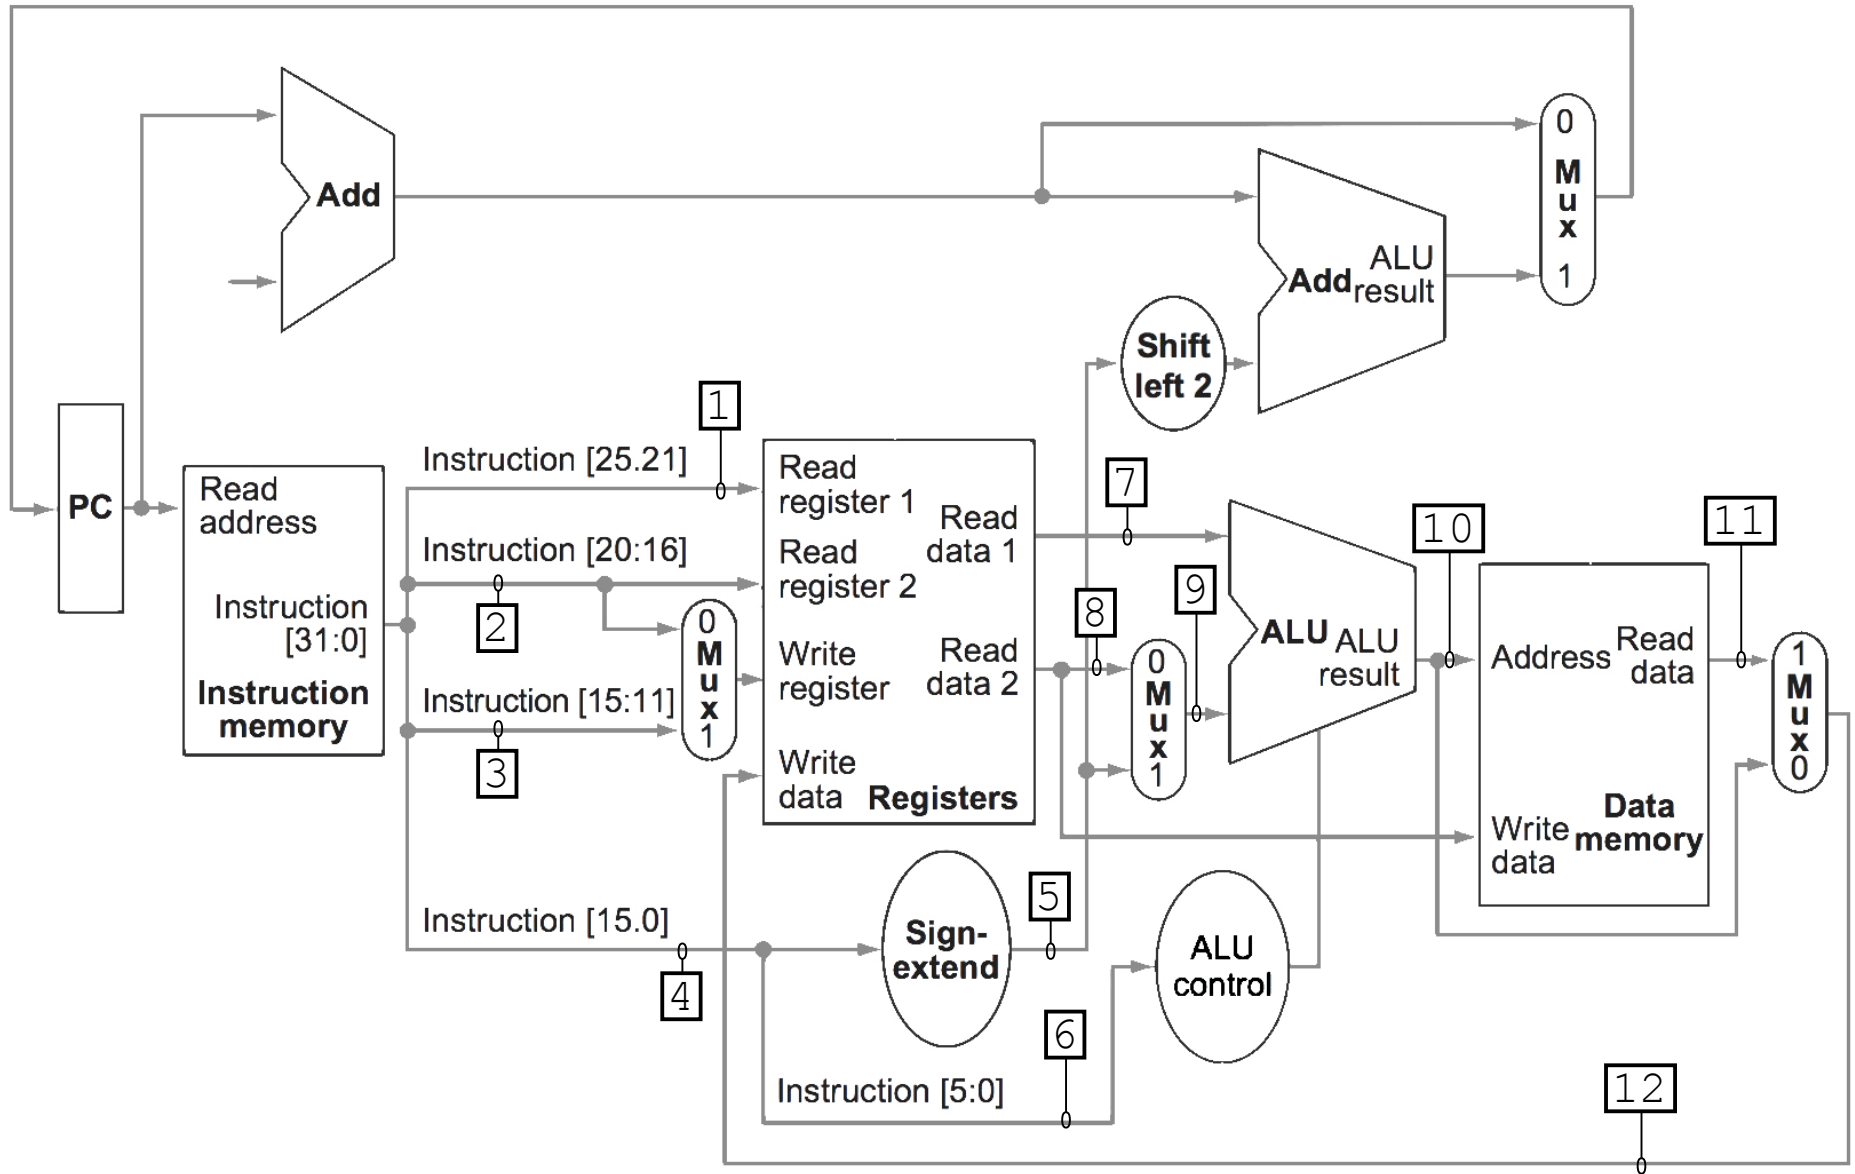 0
M
u
x
1
Add
ALU
Add result
Shift
left 2
1
Instruction [25.21]
Read
register 1
7
10
11
PC
Read
address
Instruction [20:16]
Read
register 2
Read
data 1
Instruction
[31:0]
2
0
M
u
x
1
8
9
ALU ALU
result
Address
Read
data
1
M
u
x
0
Instruction
memory
Instruction [15:11]
3
Write
register
Read
data 2
0
M
u
x
1
Write
data
Registers
Data
memory
Write
data
Instruction [15.0]
4
Sign-
extend
5
ALU
control
6
Instruction [5:0]
12